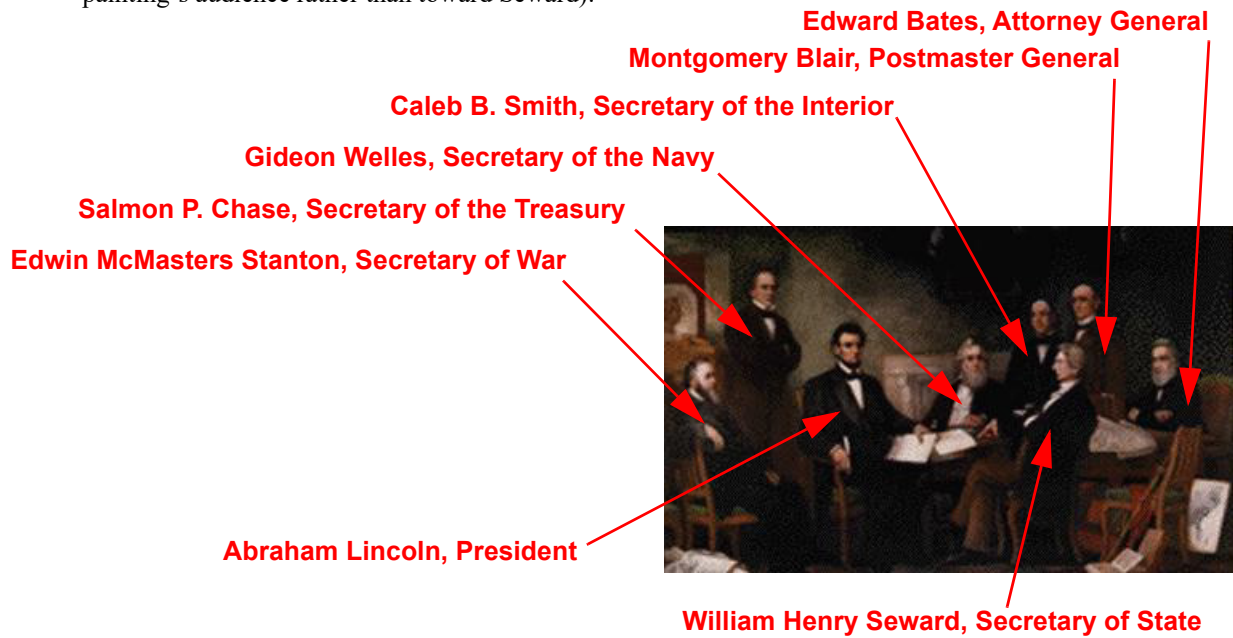 painting's audience rather than toward Seward).
Edward Bates, Attorney General
Montgomery Blair, Postmaster General
Caleb B. Smith, Secretary of the Interior
Gideon Welles, Secretary of the Navy
Salmon P. Chase, Secretary of the Treasury
Edwin McMasters Stanton, Secretary of War
Abraham Lincoln, President
William Henry Seward, Secretary of State